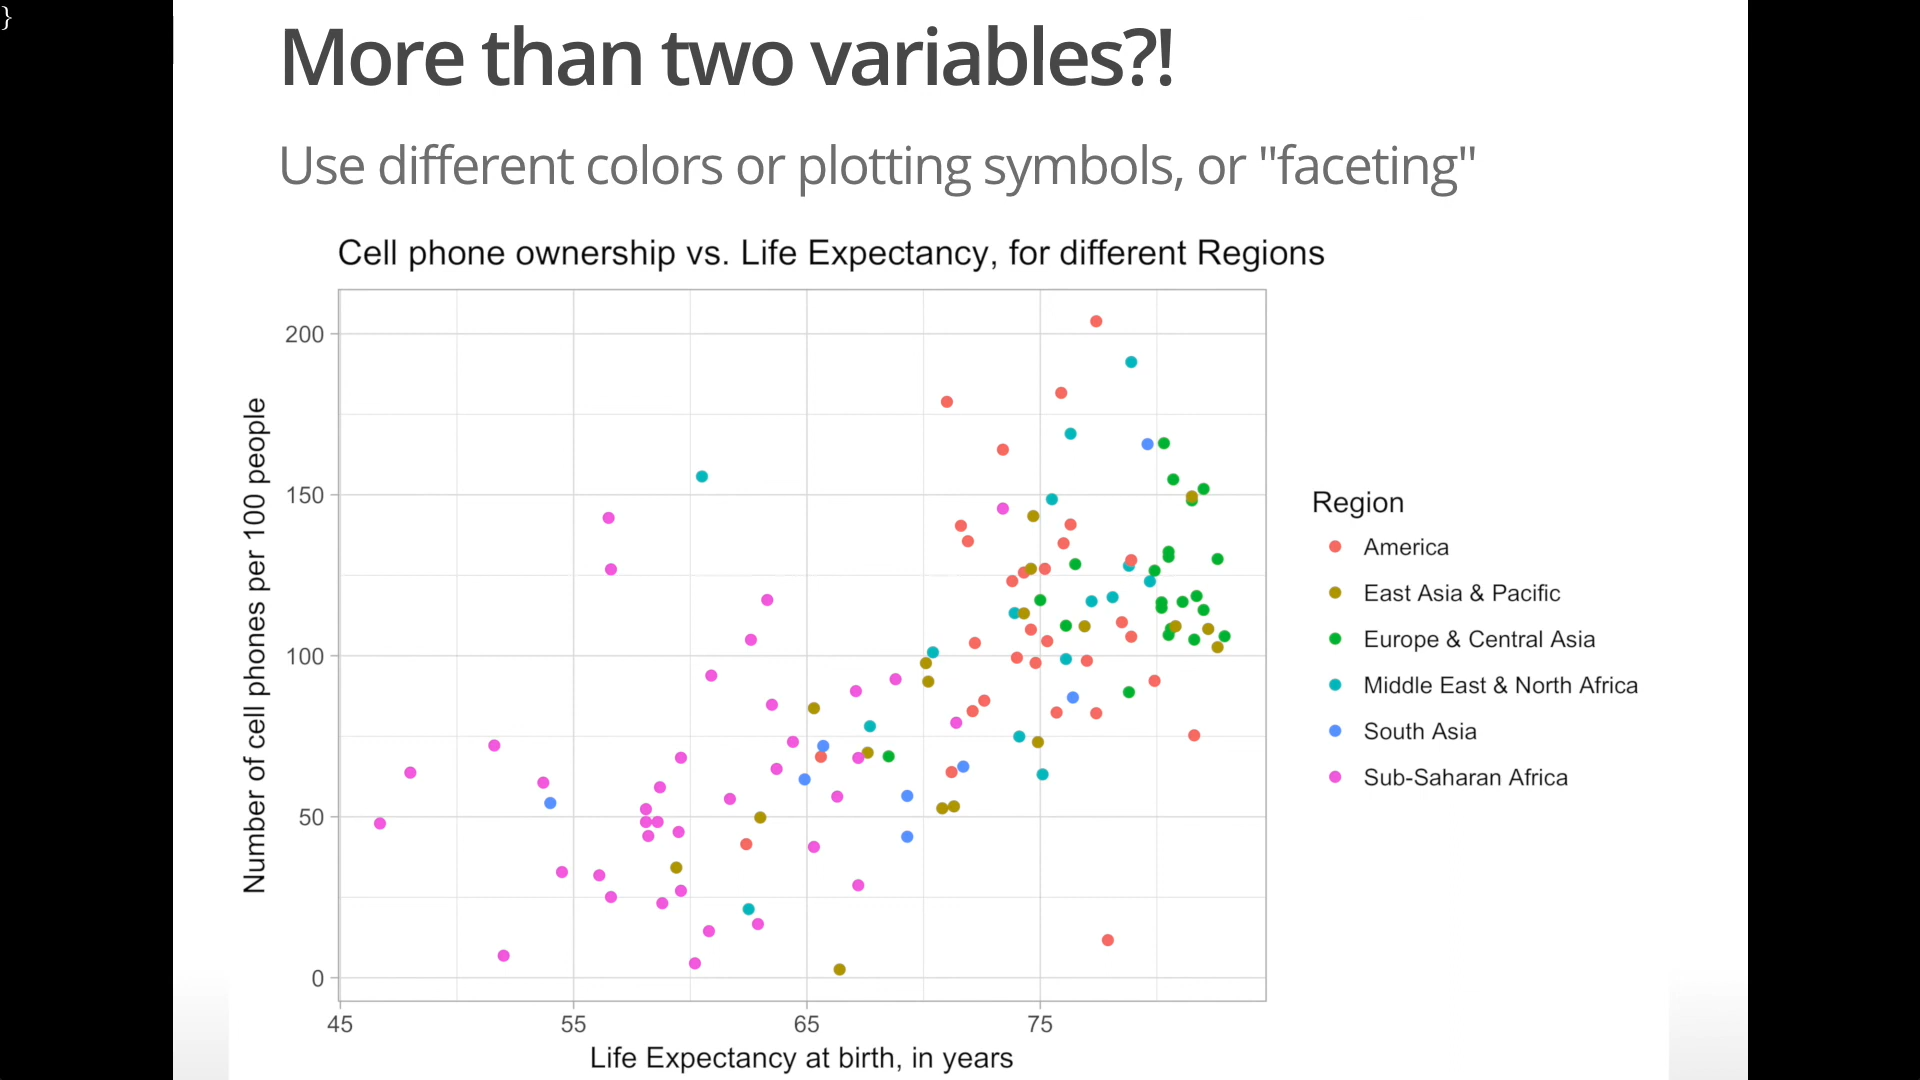 }
More than two variables?!
Use different colors or plotting symbols, or "faceting"
Cell phone ownership vs. Life Expectancy, for different Regions
Number of cell phones per 100 people
200
150
100
50
0
45 55 65 75
Life Expectancy at birth, in years
Region
America
East Asia & Pacific
Europe & Central Asia
Middle East & North Africa
South Asia
Sub-Saharan Africa